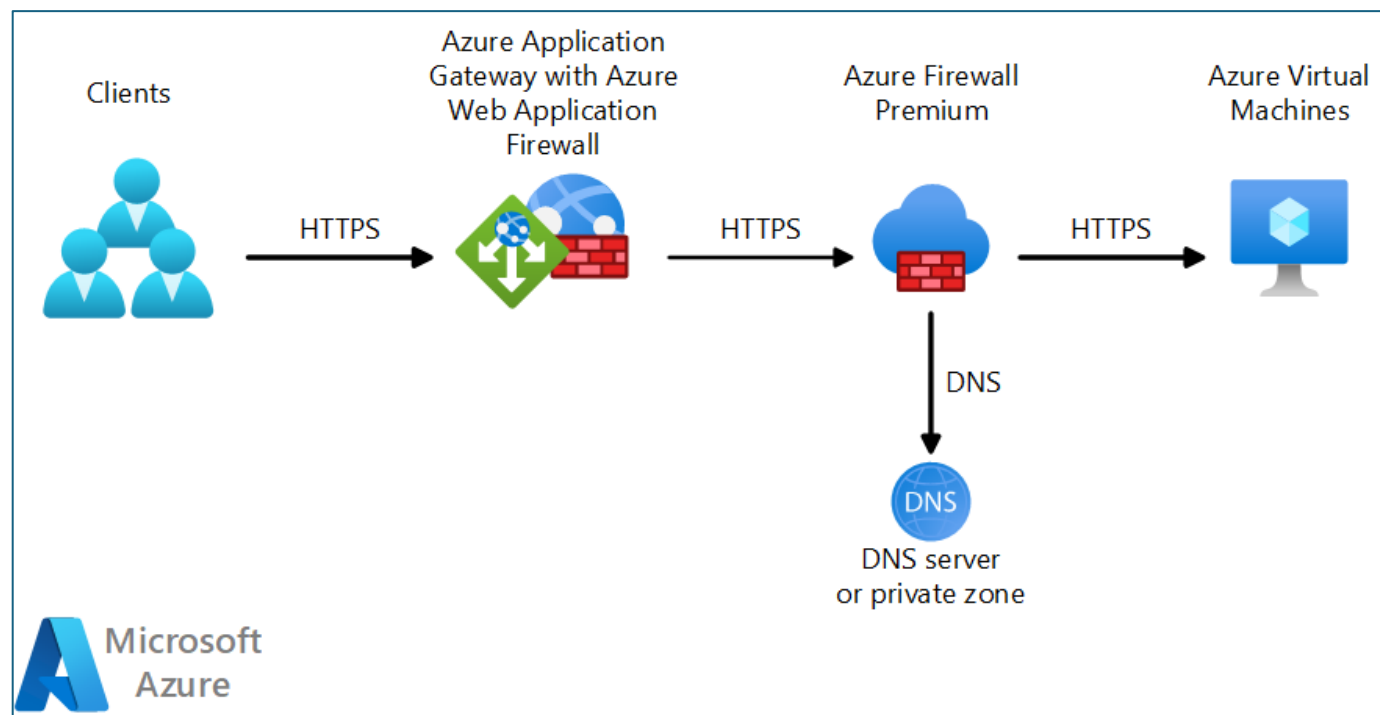 Clients
Azure Application
Gateway with Azure
Web Application
Firewall
Azure Firewall
Premium
Azure Virtual
Machines
HTTPS
HTTPS
HTTPS
DNS
DNS
DNS server
or private zone
Microsoft
Azure